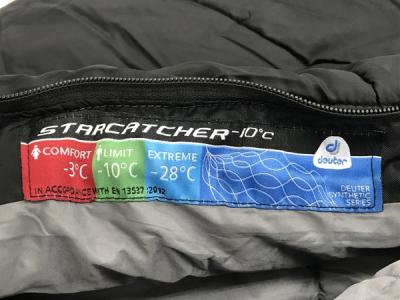 STARCATCHER -10°C
deuter
COMFORT LIMIT EXTREME
-3°C -10°C -28°C
IN ACCORDANCE WITH EN 13537:2012
DEUTER
SYNTHETIC
SERIES